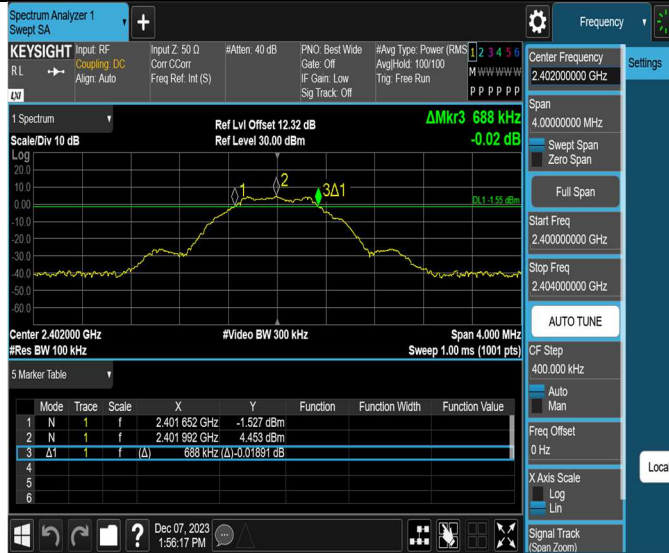 Spectrum Analyzer 1
Swept SA
Frequency
KEYSIGHT
Input: RF
Input Z: 50 Ω
#Atten: 40 dB
PNO: Best Wide
#Avg Type: Power (RMS
1 2 3 4 5 6
R L
Coupling: DC
Corr CCorr
Gate: Off
Avg|Hold: 100/100
M W W W W W
Align: Auto
Freq Ref: Int (S)
IF Gain: Low
Trig: Free Run
Sig Track: Off
P P P P P P
LXI
1 Spectrum
Ref Lvl Offset 12.32 dB
ΔMkr3 688 kHz
Scale/Div 10 dB
Ref Level 30.00 dBm
-0.02 dB
Log
20.0
10.0
0.00
-10.0
-20.0
-30.0
-40.0
-50.0
-60.0
1
2
3Δ1
DL1 -1.55 dBm
Center 2.402000 GHz
#Video BW 300 kHz
Span 4.000 MHz
#Res BW 100 kHz
Sweep 1.00 ms (1001 pts)
5 Marker Table
Mode Trace Scale X Y Function Function Width Function Value
1 N 1 f 2.401 652 GHz -1.527 dBm
2 N 1 f 2.401 992 GHz 4.453 dBm
3 Δ1 1 f (Δ) 688 kHz (Δ) -0.01891 dB
4
5
6
?
Dec 07, 2023
1:56:17 PM
Center Frequency
2.402000000 GHz
Span
4.00000000 MHz
Swept Span
Zero Span
Full Span
Start Freq
2.400000000 GHz
Stop Freq
2.404000000 GHz
AUTO TUNE
CF Step
400.000 kHz
Auto
Man
Freq Offset
0 Hz
X Axis Scale
Log
Lin
Signal Track
(Span Zoom)
Settings
Local